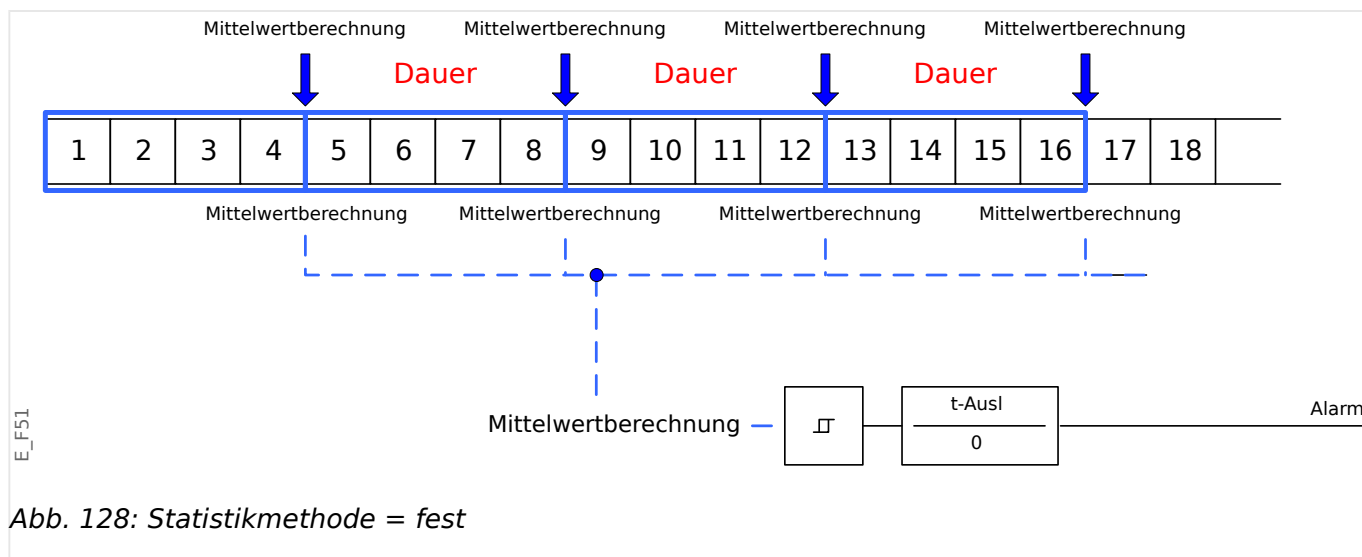 Mittelwertberechnung Mittelwertberechnung Mittelwertberechnung Mittelwertberechnung
Dauer Dauer Dauer
1 2 3 4 5 6 7 8 9 10 11 12 13 14 15 16 17 18
Mittelwertberechnung Mittelwertberechnung Mittelwertberechnung Mittelwertberechnung
Mittelwertberechnung
t-Ausl
0
Alarm
E_F51
Abb. 128: Statistikmethode = fest